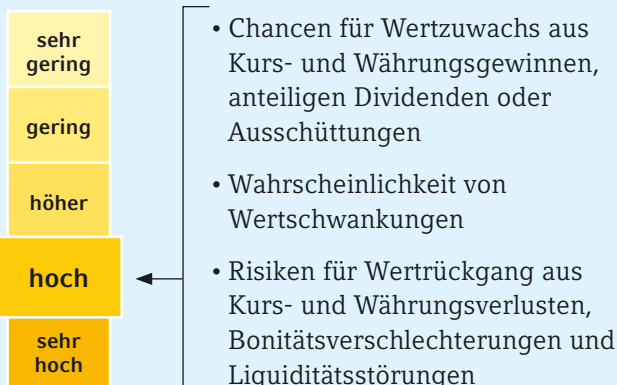 sehr
gering
gering
höher
hoch
sehr
hoch
• Chancen für Wertzuwachs aus
Kurs- und Währungsgewinnen,
anteiligen Dividenden oder
Ausschüttungen
• Wahrscheinlichkeit von
Wertschwankungen
• Risiken für Wertrückgang aus
Kurs- und Währungsverlusten,
Bonitätsverschlechterungen und
Liquiditätsstörungen